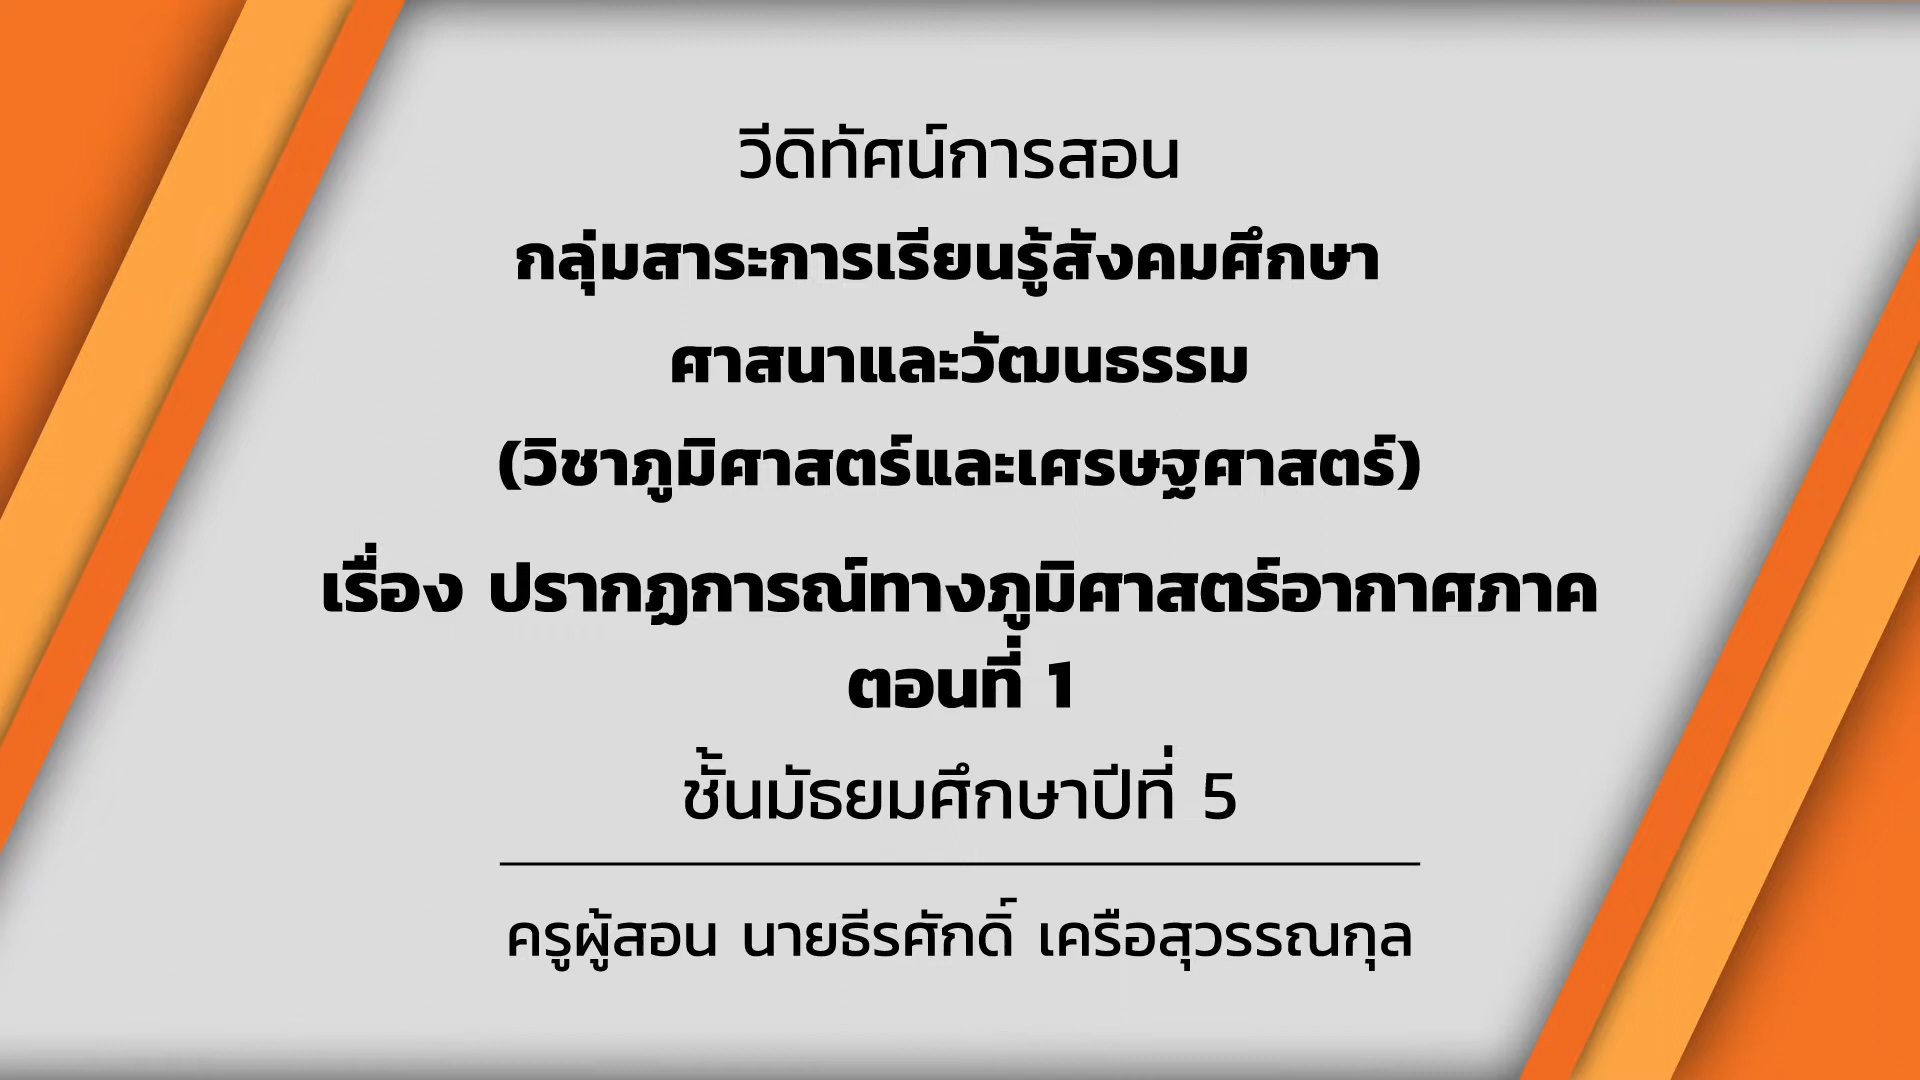 วีดิทัศน์การสอน
กลุ่มสาระการเรียนรู้สังคมศึกษา
ศาสนาและวัฒนธรรม
(วิชาภูมิศาสตร์และเศรษฐศาสตร์)
เรื่อง ปรากฏการณ์ทางภูมิศาสตร์อากาศภาค
ตอนที่ 1
ชั้นมัธยมศึกษาปีที่ 5
ครูผู้สอน นายธีรศักดิ์ เครือสุวรรณกุล